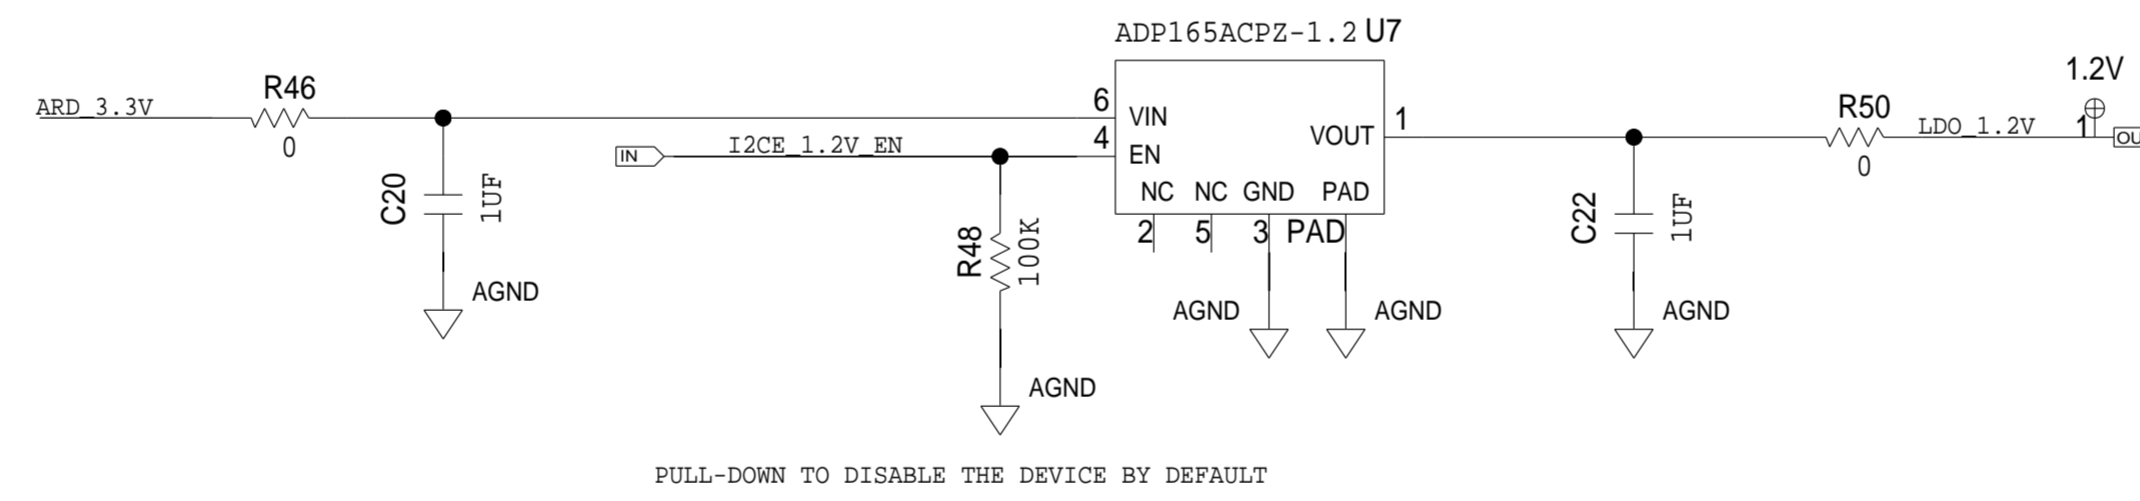 ADP165ACPZ-1.2 U7
1.2V
R46
ARD_3.3V
0
R50
LDO_1.2V
1
OU
0
6
VIN
4
EN
1
VOUT
IN
I2CE_1.2V_EN
NC NC GND PAD
2 5 3 PAD
C20
1UF
AGND
R48
100K
AGND
AGND
AGND
C22
1UF
AGND
PULL-DOWN TO DISABLE THE DEVICE BY DEFAULT